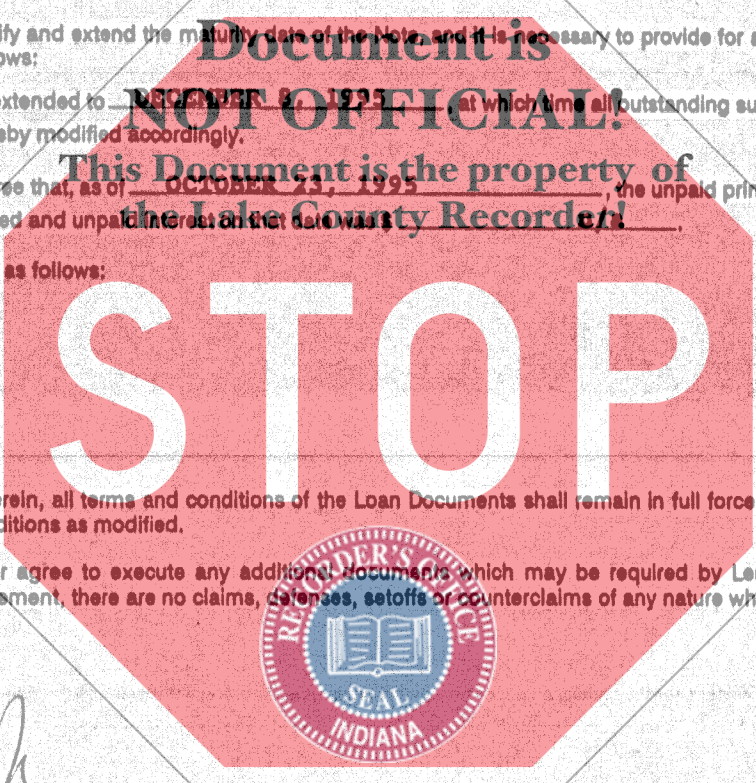 ify and extend the maturity date of the Note, and it is necessary to provide for a
Document is
ows:
extended to DECEMBER 8, 1995, at which time all outstanding su
NOT OFFICIAL!
eby modified accordingly.
This Document is the property of
ee that, as of OCTOBER 23, 1995, the unpaid prin
the Lake County Recorder!
ed and unpaid interest on that date was $
as follows:
STOP
erein, all terms and conditions of the Loan Documents shall remain in full force
ditions as modified.
r agree to execute any additional documents which may be required by Le
ement, there are no claims, defenses, setoffs or counterclaims of any nature wh
RECORDER'S OFFICE
SEAL
INDIANA